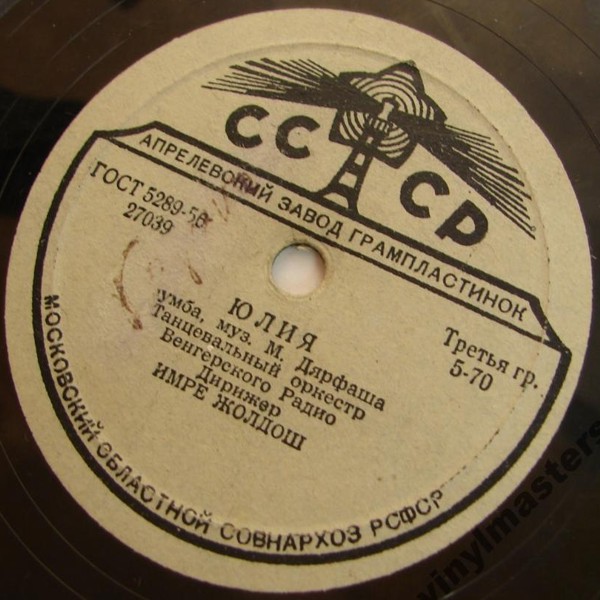 СССР
АПРЕЛЕВСКИЙ ЗАВОД ГРАМПЛАСТИНОК
ГОСТ 5289-56
27039
Третья гр.
5-70
ЮЛИЯ
умба, муз. М. Дярфаша
Танцевальный оркестр
Венгерского Радио
Дирижер
ИМРЕ ЖОЛДОШ
МОСКОВСКИЙ ОБЛАСТНОЙ СОВНАРХОЗ РСФСР
vinylmasters